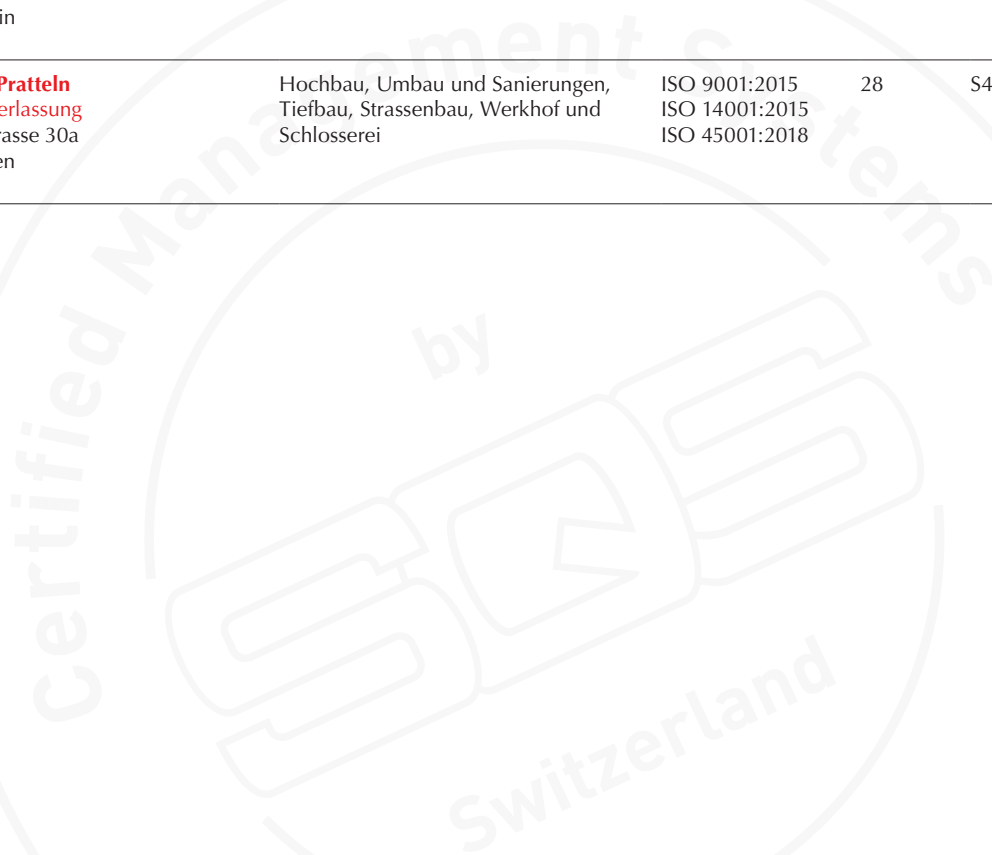 in
Pratteln
erlassung
asse 30a
en
Hochbau, Umbau und Sanierungen,
Tiefbau, Strassenbau, Werkhof und
Schlosserei
ISO 9001:2015
ISO 14001:2015
ISO 45001:2018
28
S4
Certified Management Systems
by
SQS
Switzerland